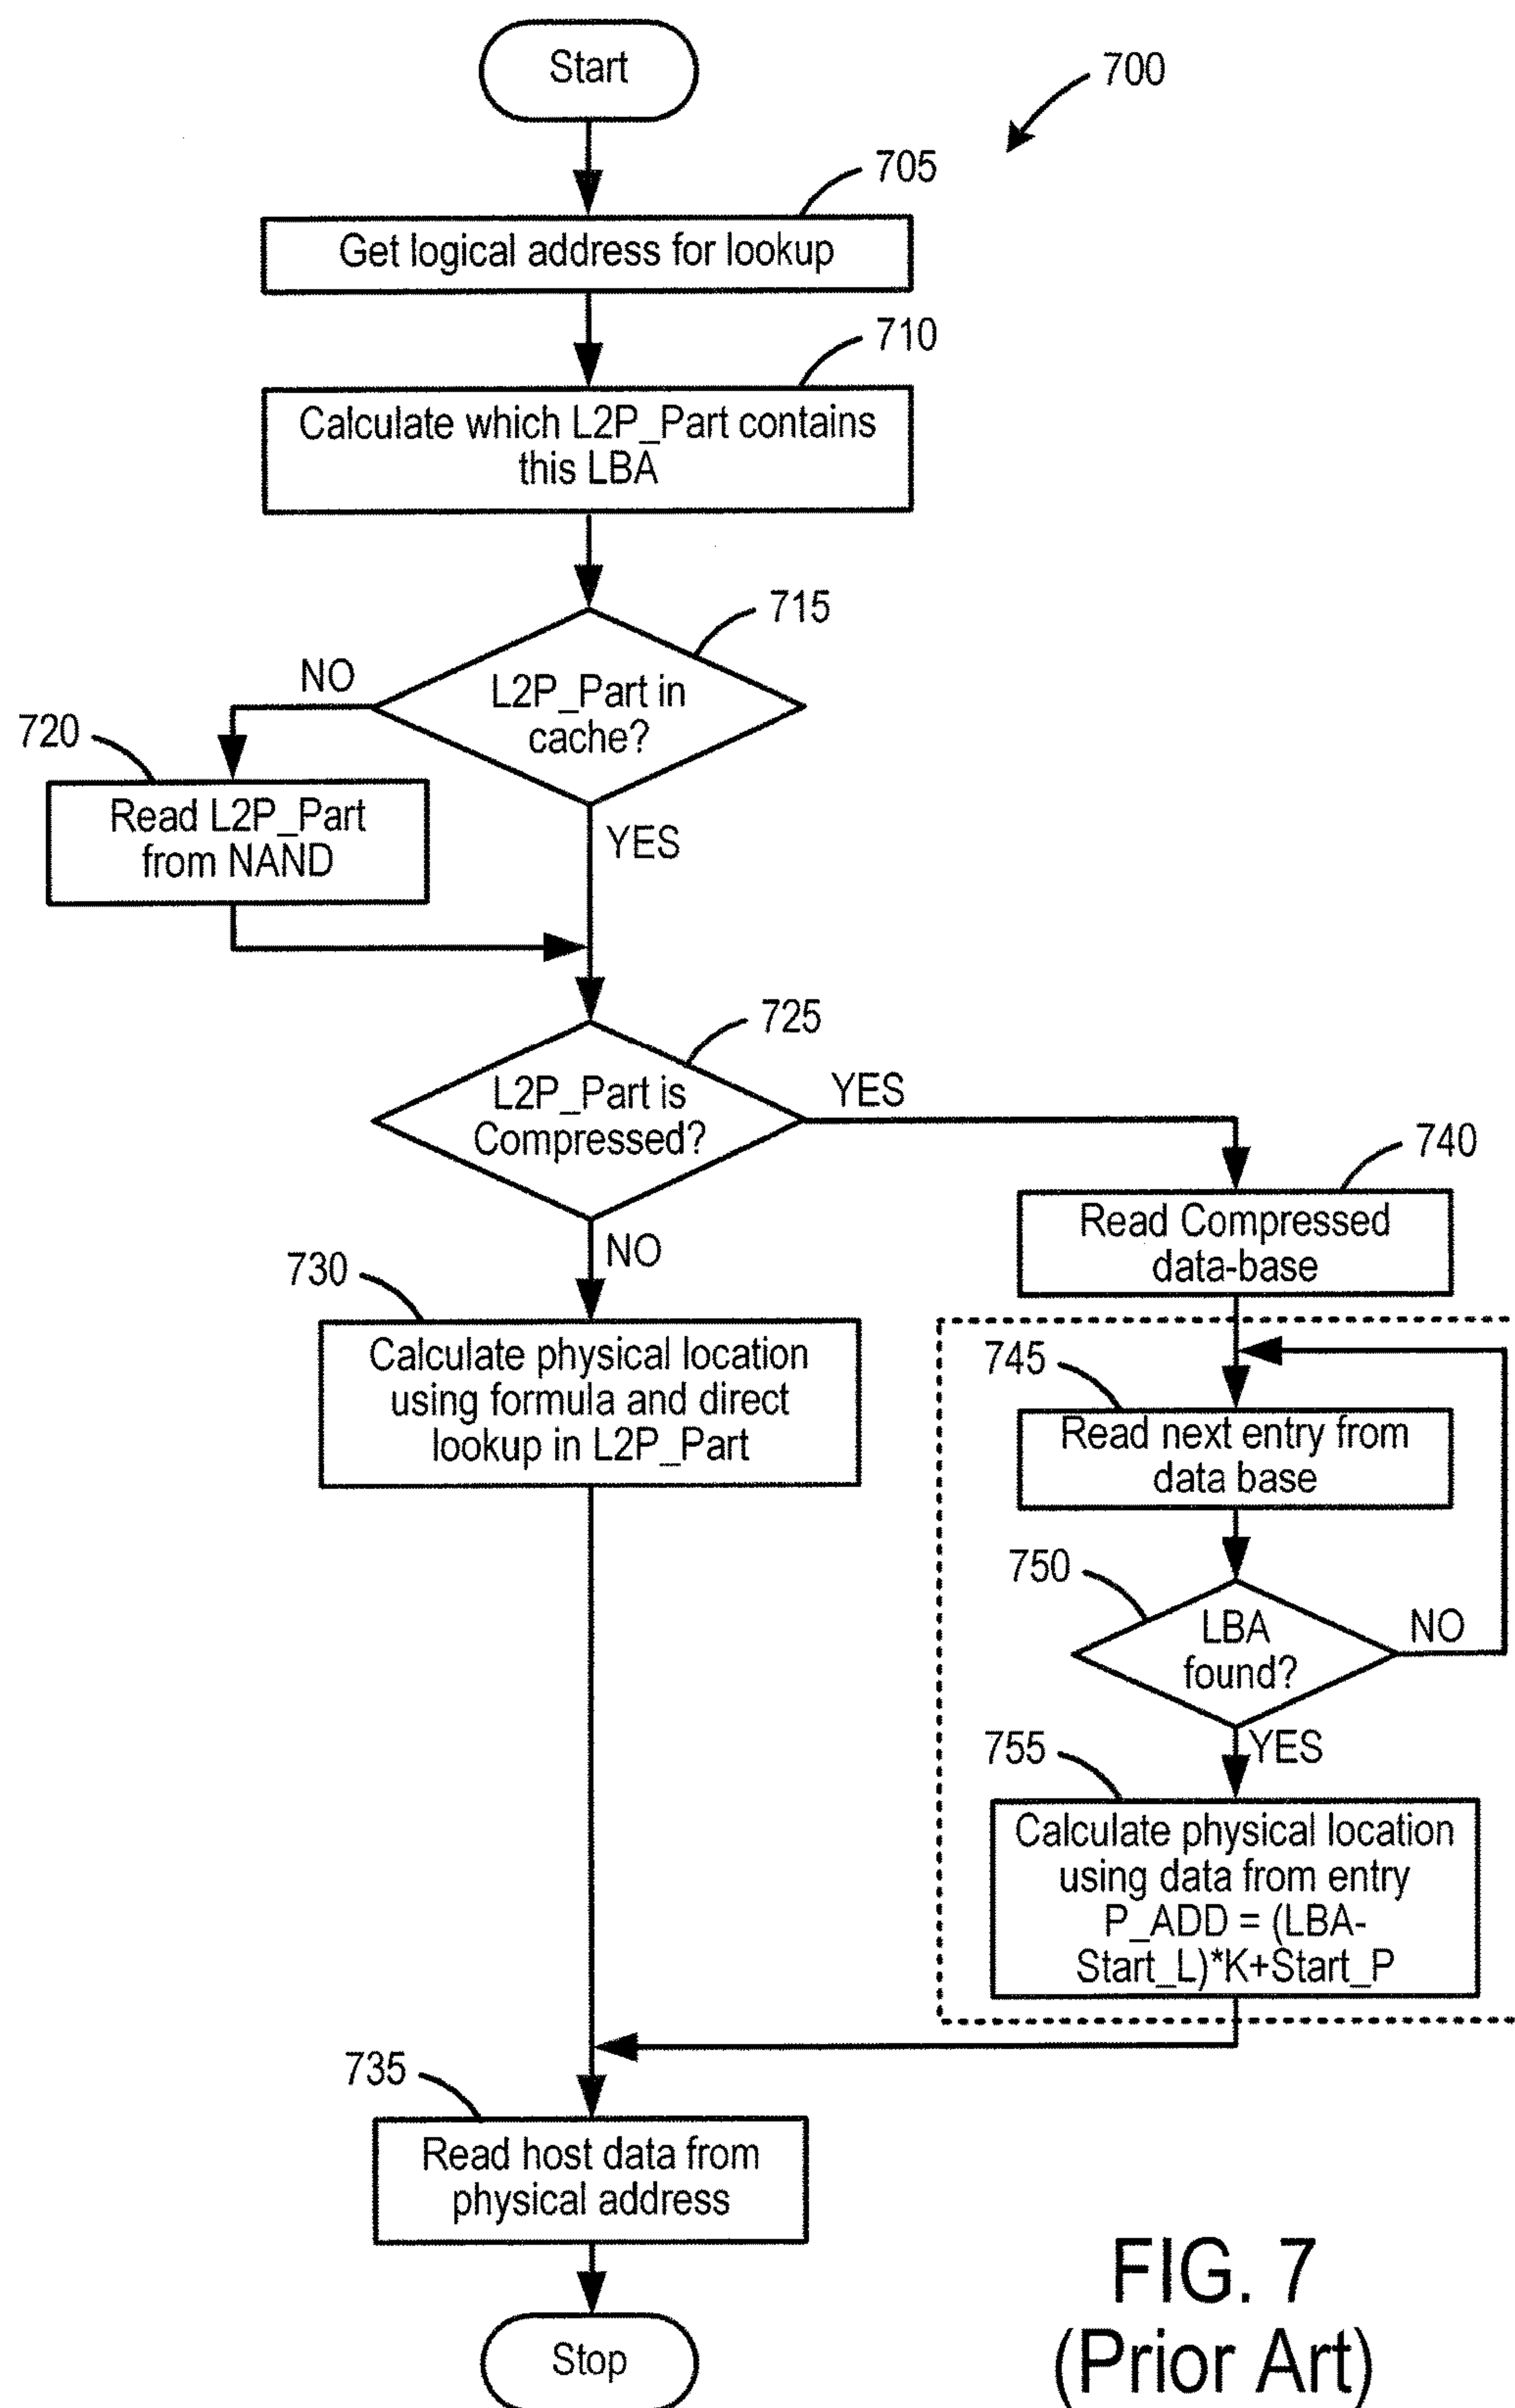 Start
700
705
Get logical address for lookup
710
Calculate which L2P_Part contains
this LBA
715
NO
L2P_Part in
cache?
720
Read L2P_Part
from NAND
YES
725
L2P_Part is
Compressed?
YES
740
Read Compressed
data-base
NO
730
Calculate physical location
using formula and direct
lookup in L2P_Part
745
Read next entry from
data base
750
LBA
found?
NO
YES
755
Calculate physical location
using data from entry
P_ADD = (LBA-
Start_L)*K+Start_P
735
Read host data from
physical address
Stop
FIG. 7
(Prior Art)